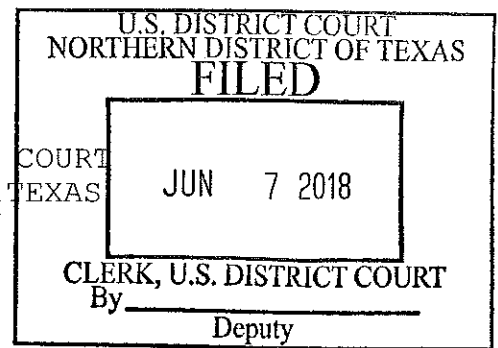 U.S. DISTRICT COURT
NORTHERN DISTRICT OF TEXAS
FILED
COURT
TEXAS
JUN 7 2018
CLERK, U.S. DISTRICT COURT
By
Deputy